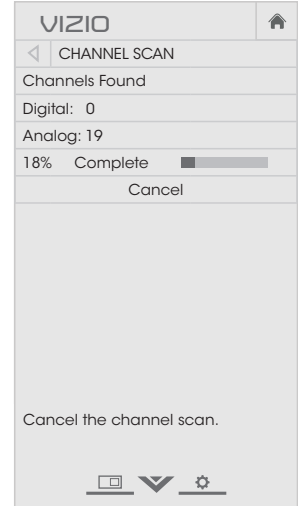 VIZIO
CHANNEL SCAN
Channels Found
Digital: 0
Analog: 19
18% Complete
Cancel
Cancel the channel scan.